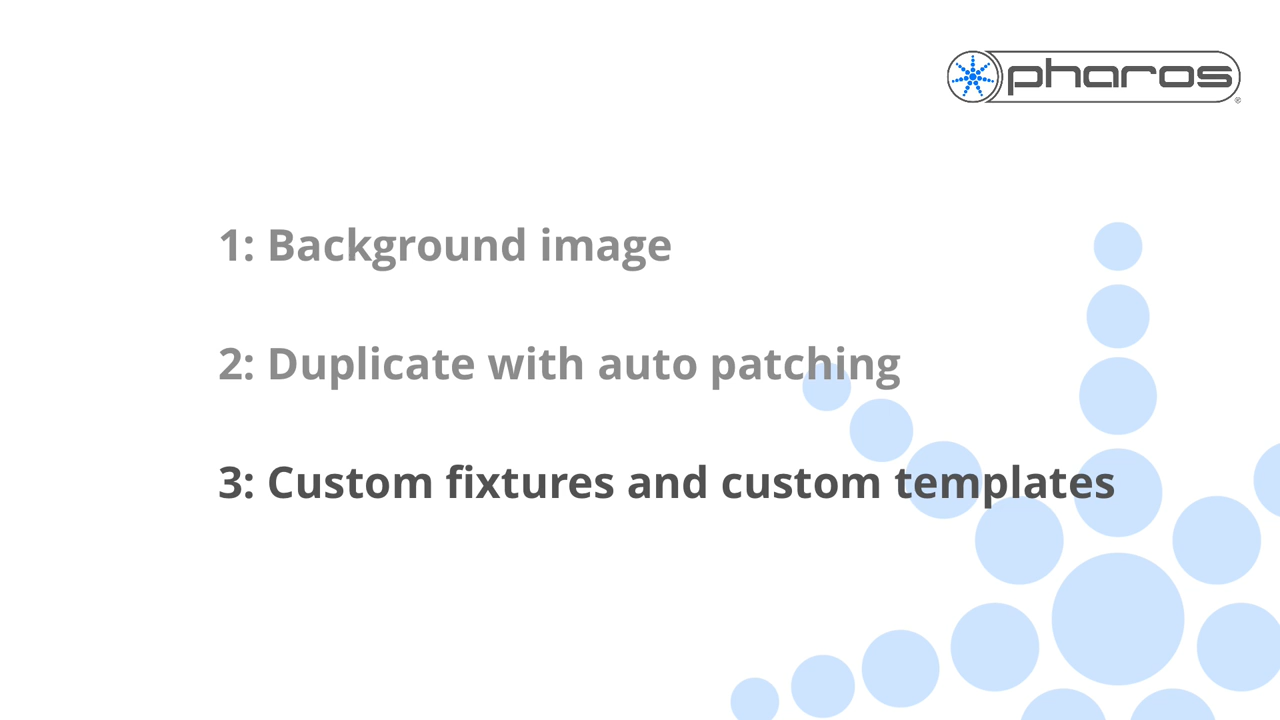 pharos
®
1: Background image
2: Duplicate with auto patching
3: Custom fixtures and custom templates